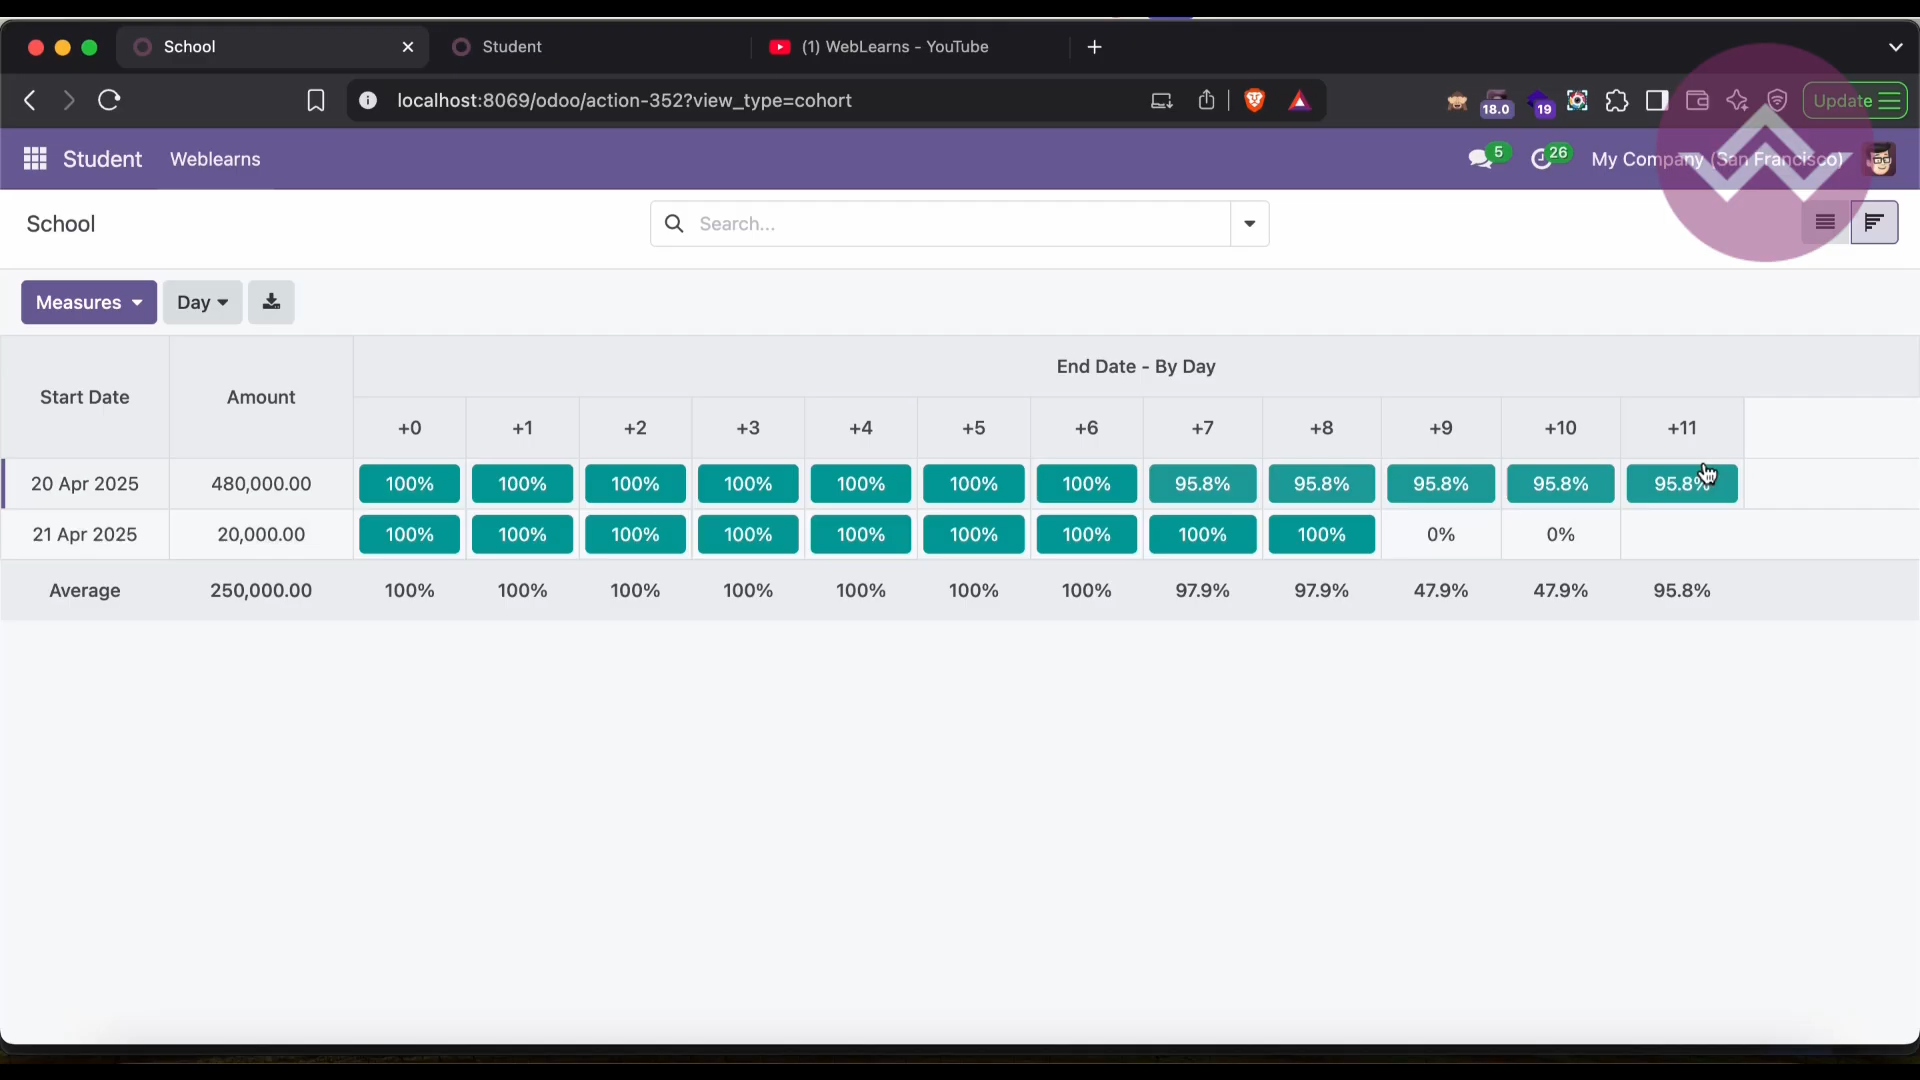 School
Student
(1) WebLearns - YouTube
localhost:8069/odoo/action-352?view_type=cohort
18.0
19
Update
Student
Weblearns
5
26
My Company (San Francisco)
School
Search...
Measures
Day
Start Date
Amount
End Date - By Day
+0 +1 +2 +3 +4 +5 +6 +7 +8 +9 +10 +11
20 Apr 2025 480,000.00 100% 100% 100% 100% 100% 100% 100% 95.8% 95.8% 95.8% 95.8% 95.8%
21 Apr 2025 20,000.00 100% 100% 100% 100% 100% 100% 100% 100% 100% 0% 0%
Average 250,000.00 100% 100% 100% 100% 100% 100% 100% 97.9% 97.9% 47.9% 47.9% 95.8%